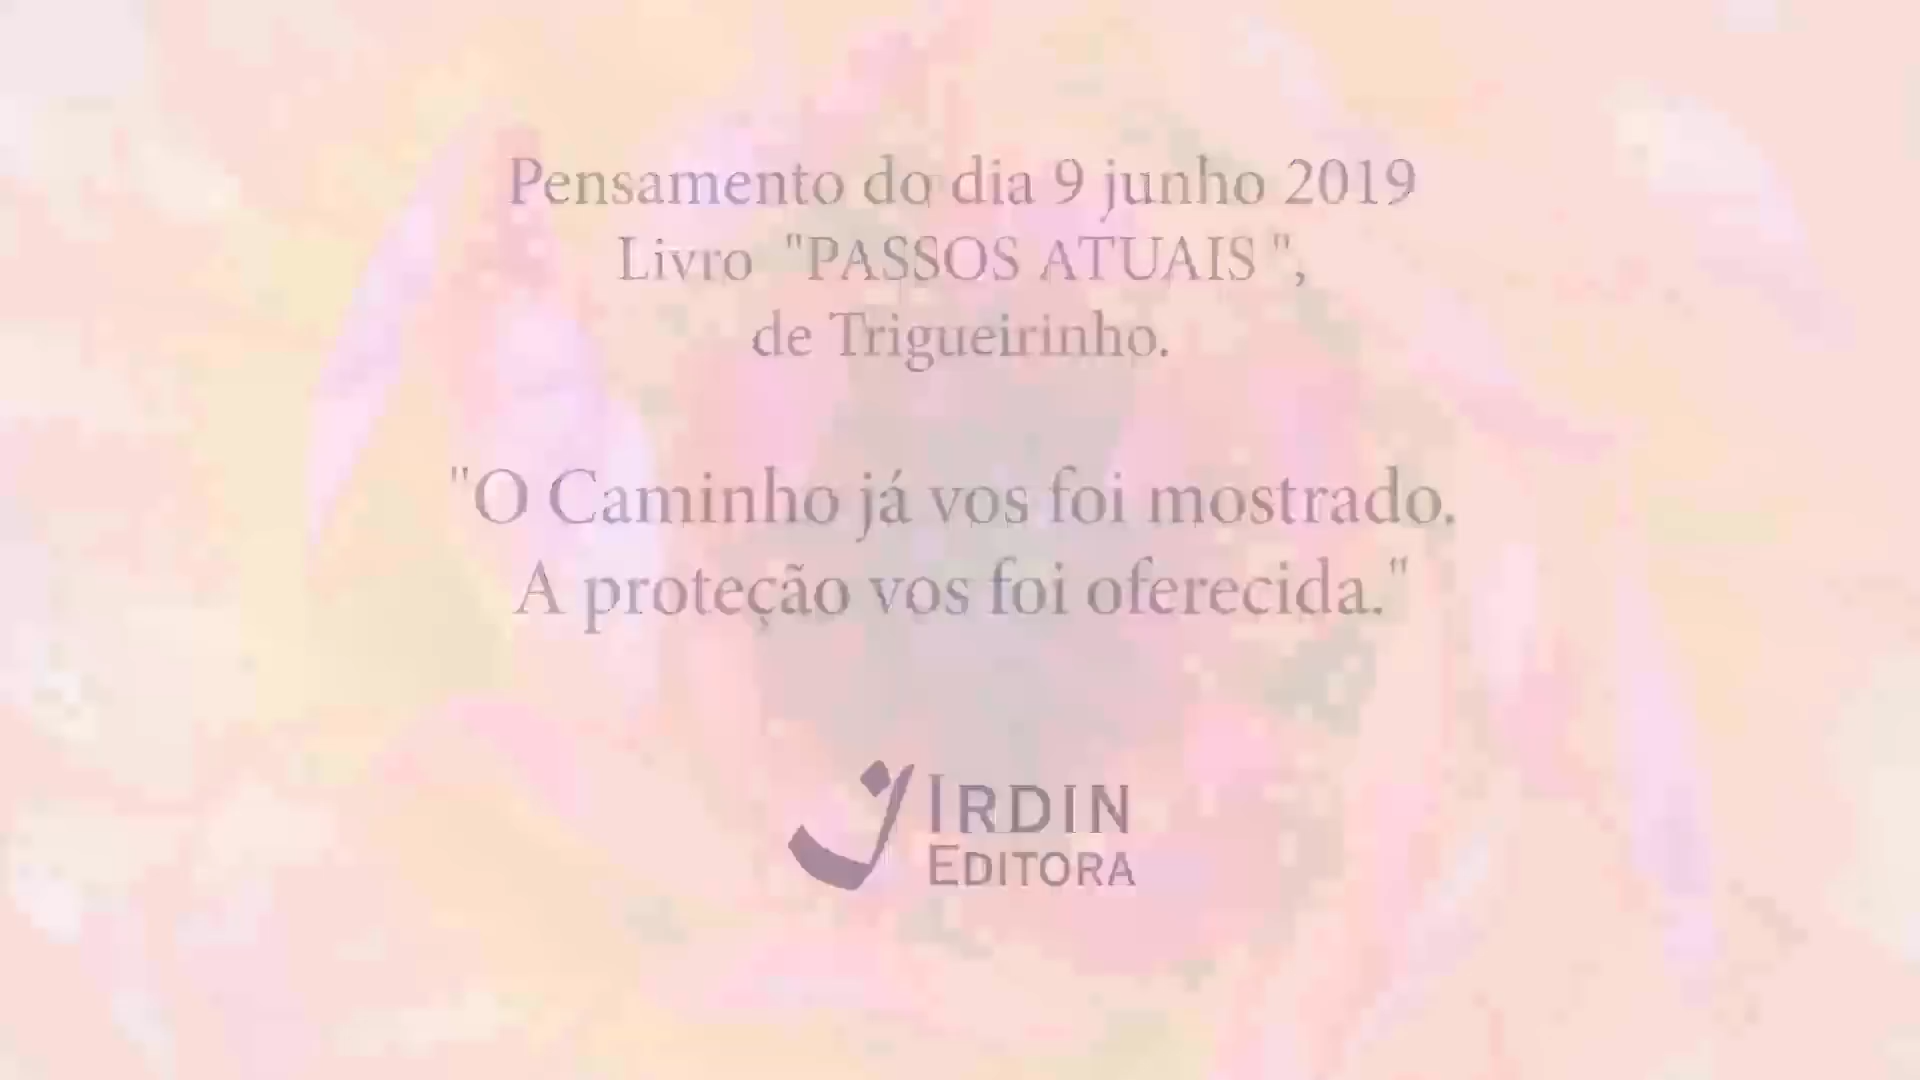 Pensamento do dia 9 junho 2019
Livro "PASSOS ATUAIS ",
de Trigueirinho.
"O Caminho já vos foi mostrado.
A proteção vos foi oferecida."
IRDIN
EDITORA